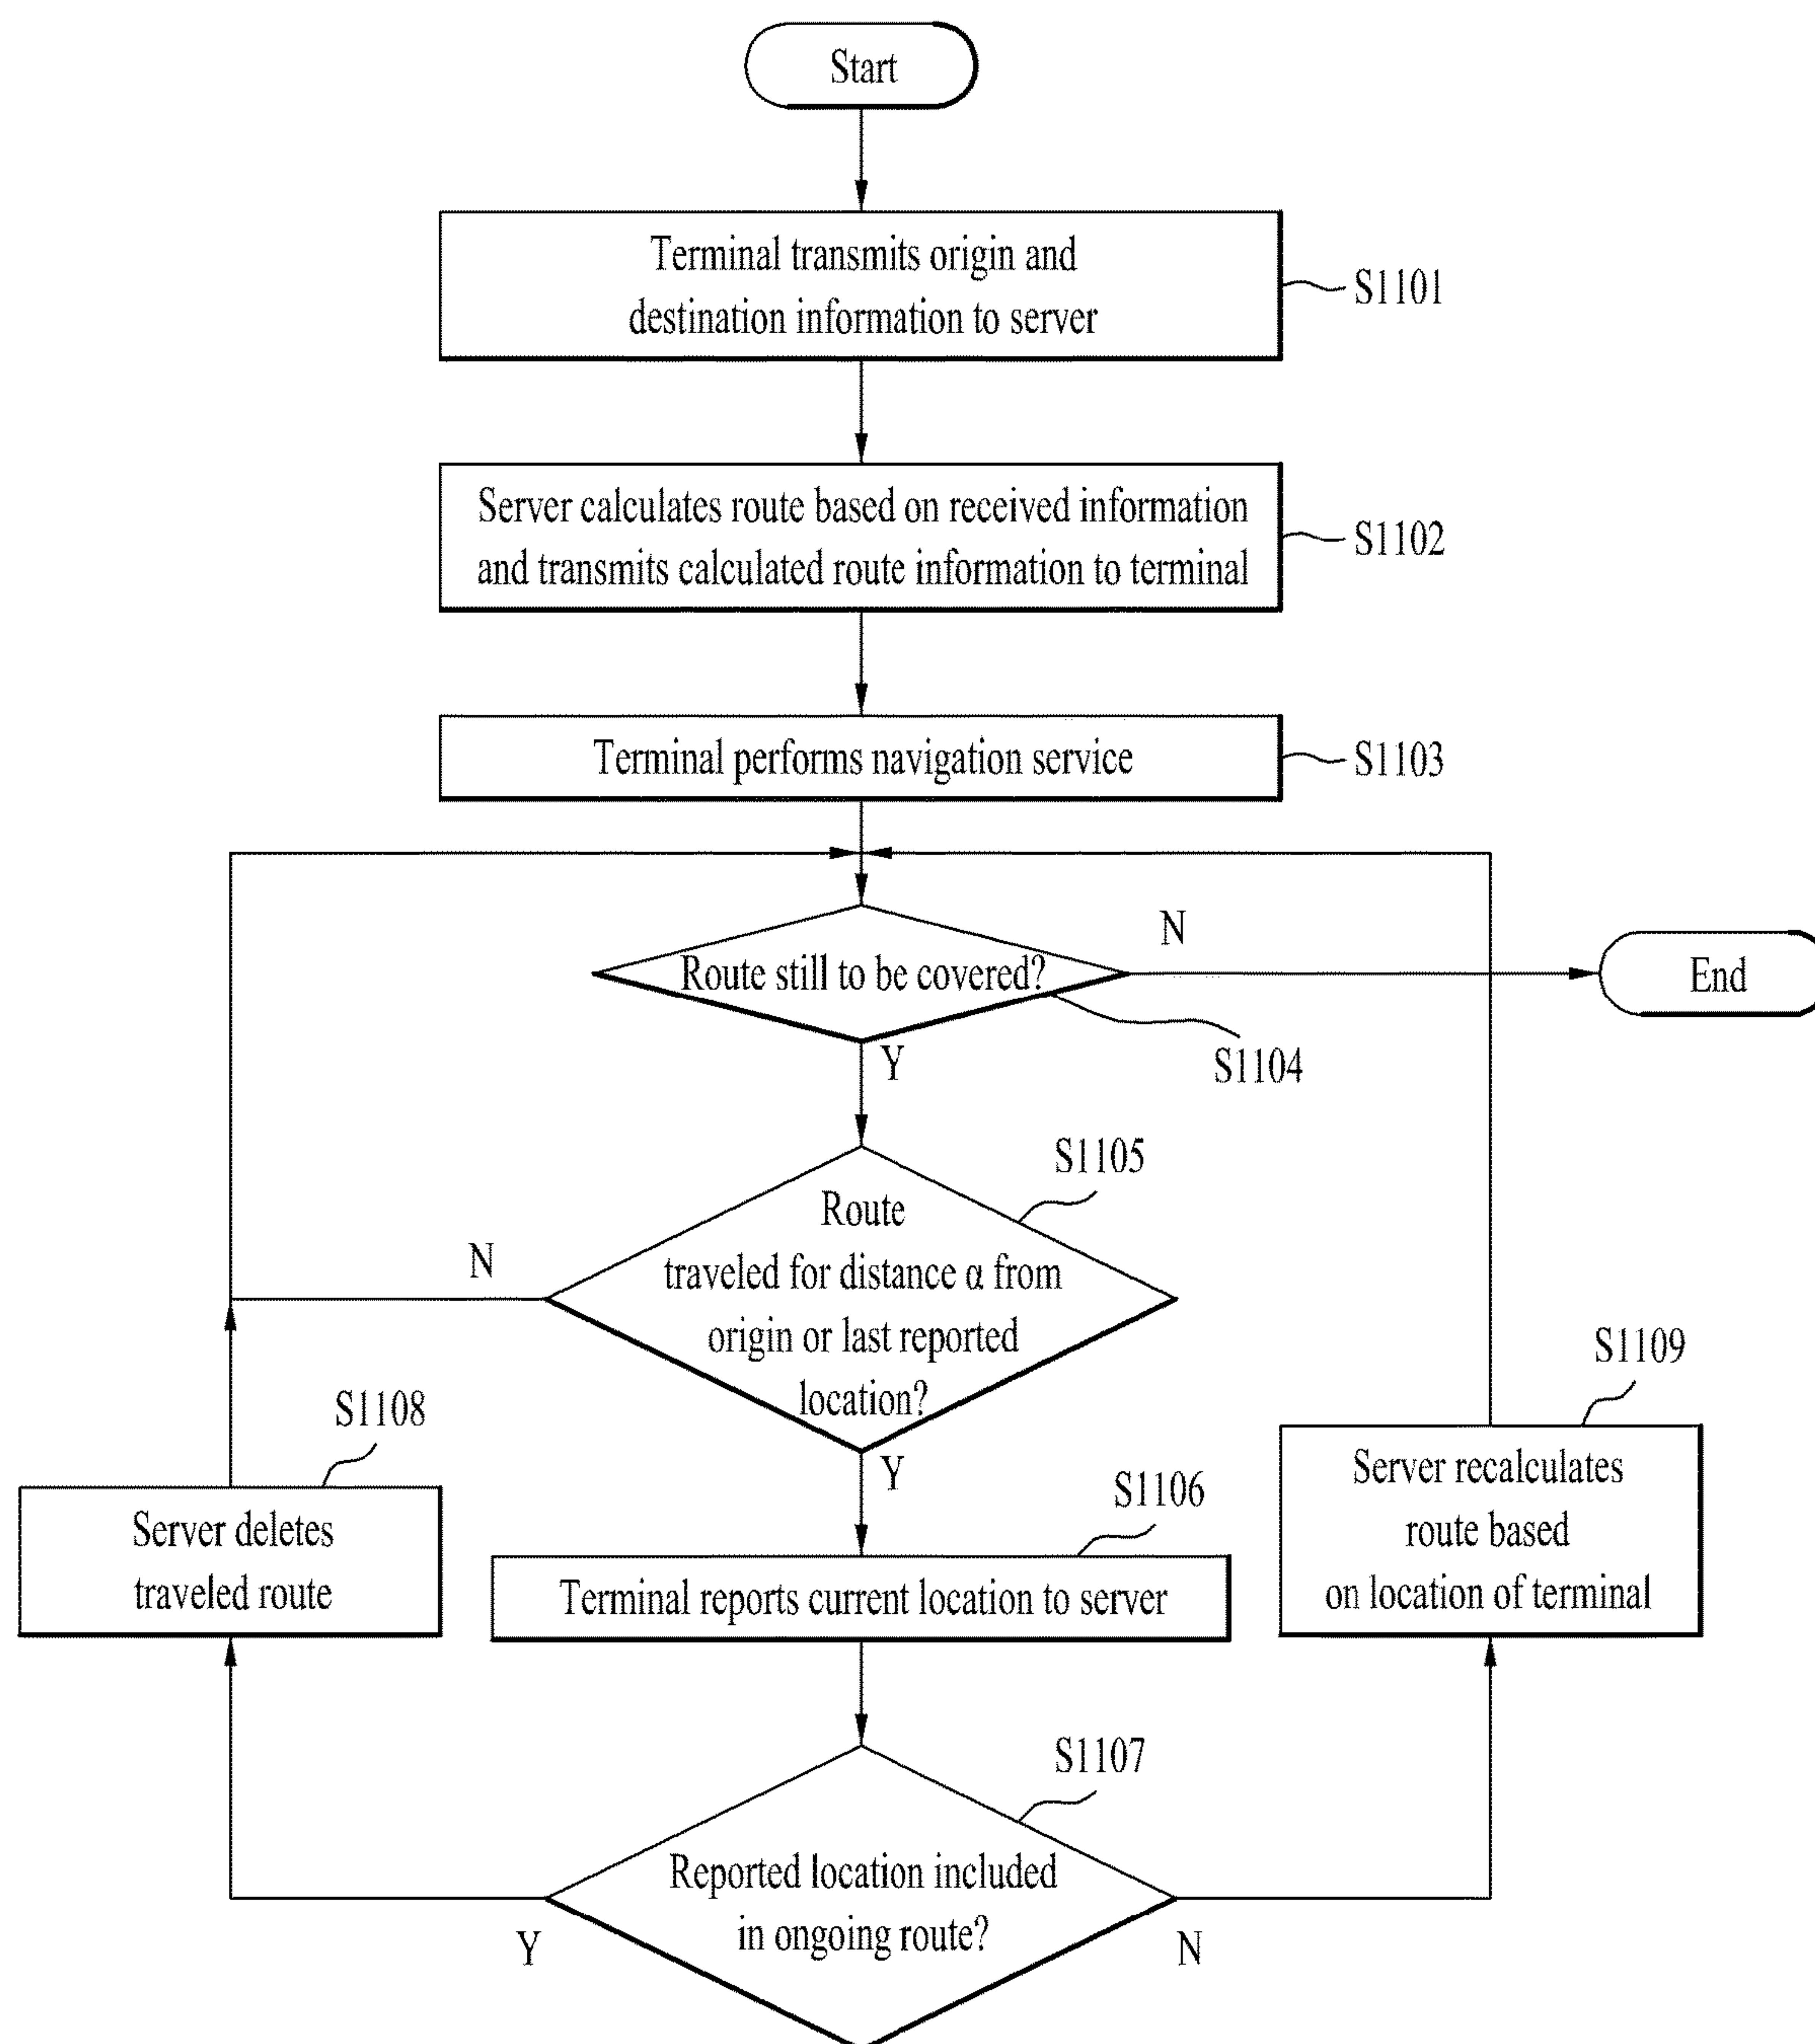 Start
Terminal transmits origin and
destination information to server
S1101
Server calculates route based on received information
and transmits calculated route information to terminal
S1102
Terminal performs navigation service
S1103
Route still to be covered?
N
End
S1104
Y
S1105
Route
traveled for distance α from
origin or last reported
location?
N
Y
S1109
Server recalculates
route based
on location of terminal
S1108
Server deletes
traveled route
S1106
Terminal reports current location to server
S1107
Reported location included
in ongoing route?
Y
N